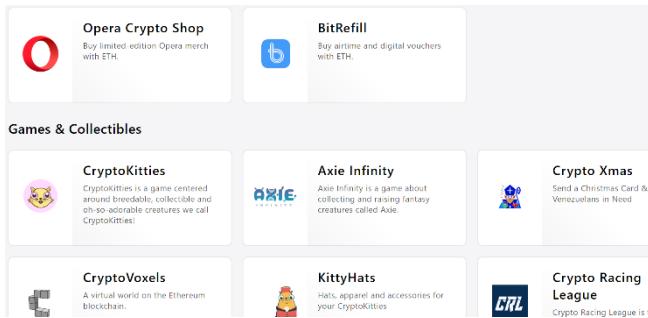 Opera Crypto Shop
Buy limited-edition Opera merch
with ETH.
BitRefill
Buy airtime and digital vouchers
with ETH.
Games & Collectibles
CryptoKitties
CryptoKitties is a game centered
around breedable, collectible and
oh-so-adorable creatures we call
CryptoKitties!
AXIE
INFINITY
Axie Infinity
Axie Infinity is a game about
collecting and raising fantasy
creatures called Axie.
Crypto Xmas
Send a Christmas Card &
Venezuelans in Need
CryptoVoxels
A virtual world on the Ethereum
blockchain.
KittyHats
Hats, apparel and accessories for
your CryptoKitties
CRL
Crypto Racing
League
Crypto Racing League is